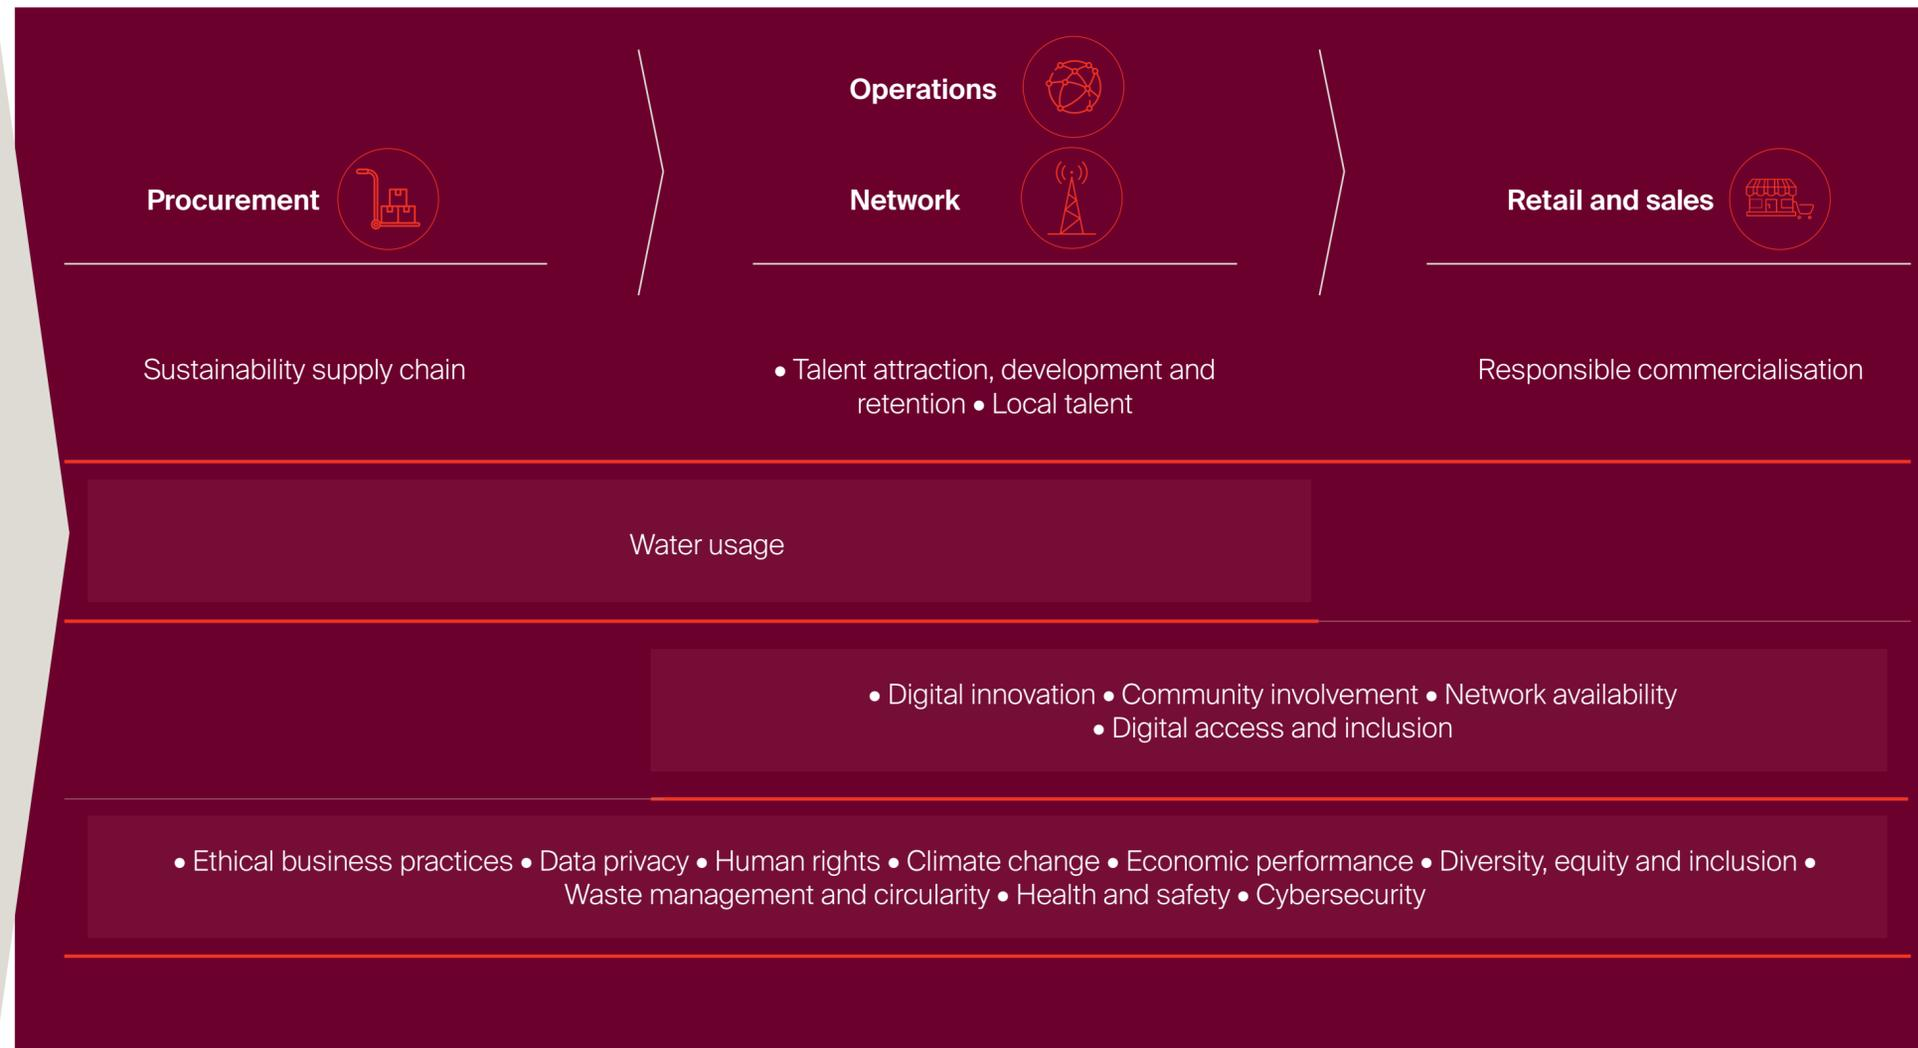 Operations
Procurement
Network
Retail and sales
Sustainability supply chain
• Talent attraction, development and
retention • Local talent
Responsible commercialisation
Water usage
• Digital innovation • Community involvement • Network availability
• Digital access and inclusion
• Ethical business practices • Data privacy • Human rights • Climate change • Economic performance • Diversity, equity and inclusion •
Waste management and circularity • Health and safety • Cybersecurity